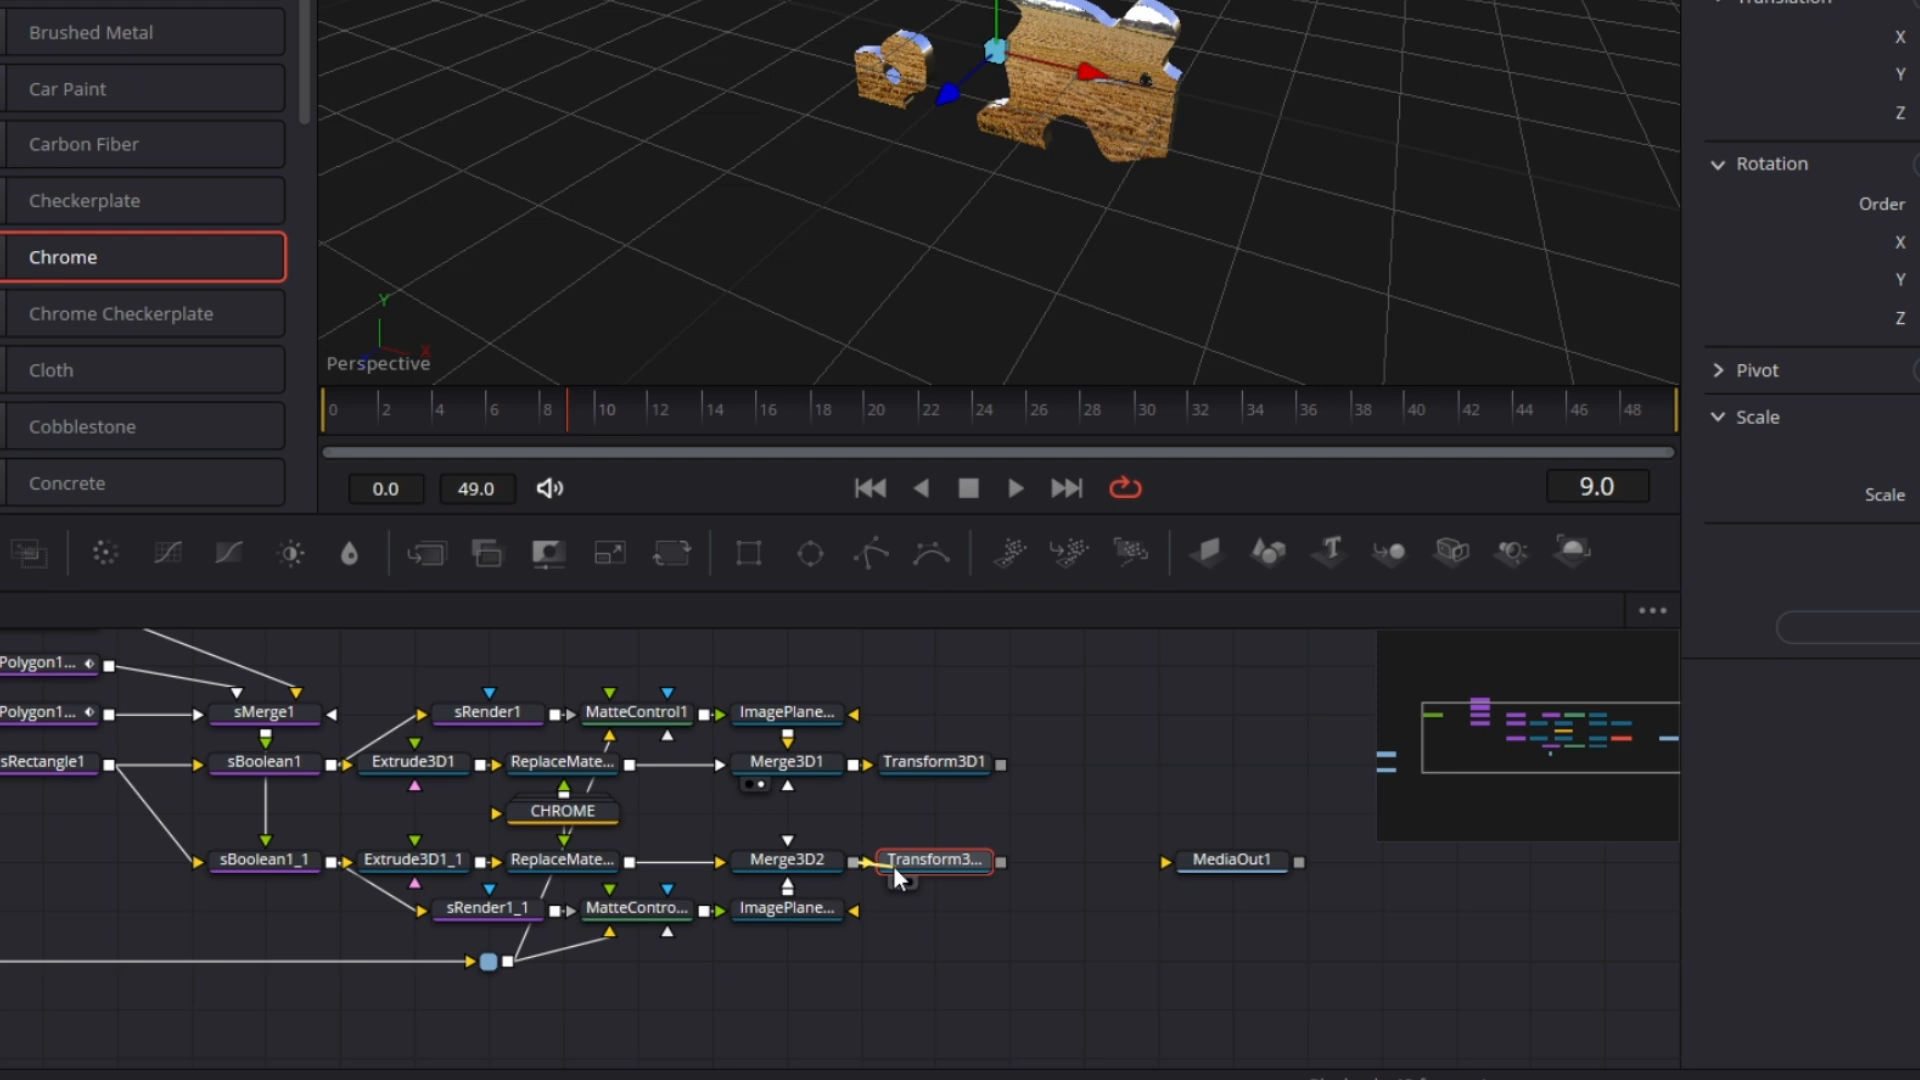 Brushed Metal
Car Paint
Carbon Fiber
Checkerplate
Chrome
Chrome Checkerplate
Cloth
Cobblestone
Concrete
Y
X
Perspective
0 2 4 6 8 10 12 14 16 18 20 22 24 26 28 30 32 34 36 38 40 42 44 46 48
0.0
49.0
9.0
Translation
X
Y
Z
Rotation
Order
X
Y
Z
Pivot
Scale
Scale
Polygon1...
Polygon1... sMerge1 sRender1 MatteControl1 ImagePlane...
sRectangle1 sBoolean1 Extrude3D1 ReplaceMate... Merge3D1 Transform3D1
CHROME
sBoolean1_1 Extrude3D1_1 ReplaceMate... Merge3D2 Transform3... MediaOut1
sRender1_1 MatteContro... ImagePlane...